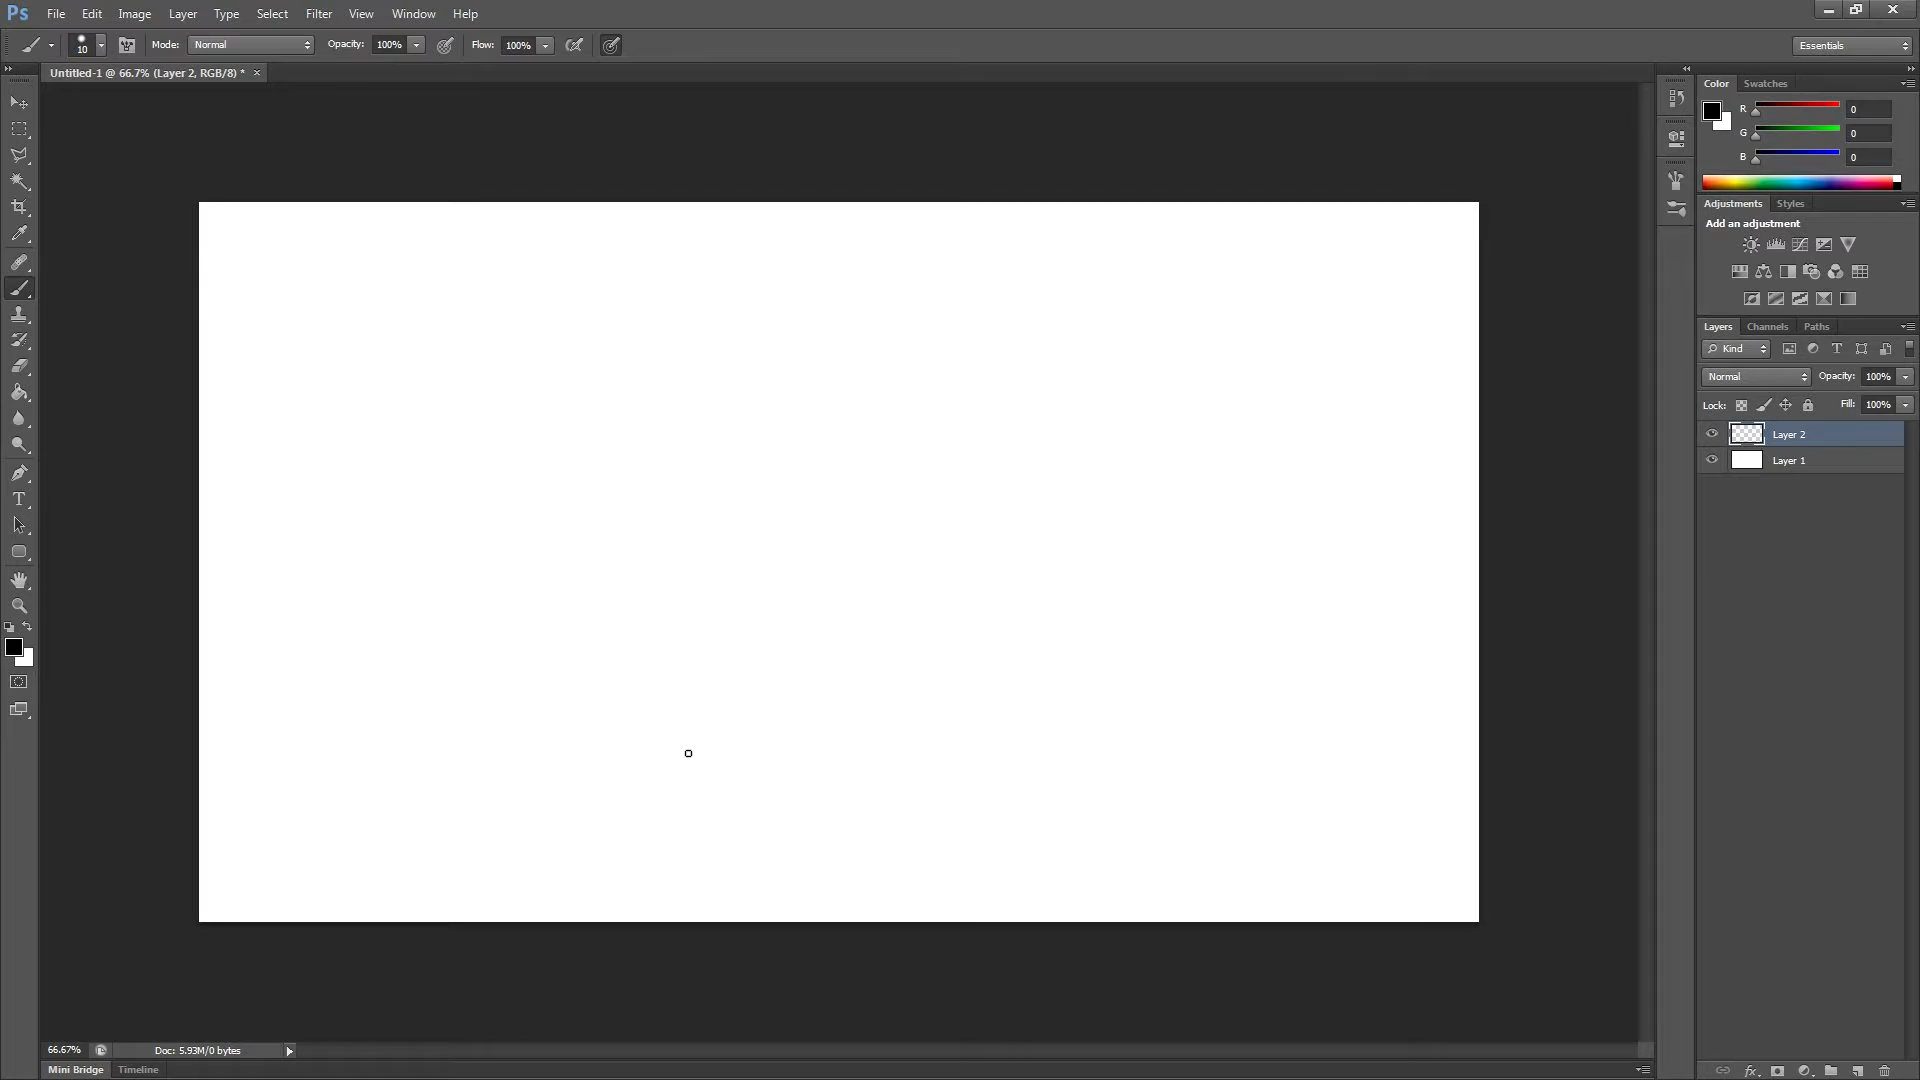 Ps File Edit Image Layer Type Select Filter View Window Help
10 Mode: Normal Opacity: 100% Flow: 100% Essentials
Untitled-1 @ 66.7% (Layer 2, RGB/8) * ×
Color Swatches
R 0
G 0
B 0
Adjustments Styles
Add an adjustment
Layers Channels Paths
Kind
Normal Opacity: 100%
Lock: Fill: 100%
Layer 2
Layer 1
66.67% Doc: 5.93M/0 bytes
Mini Bridge Timeline